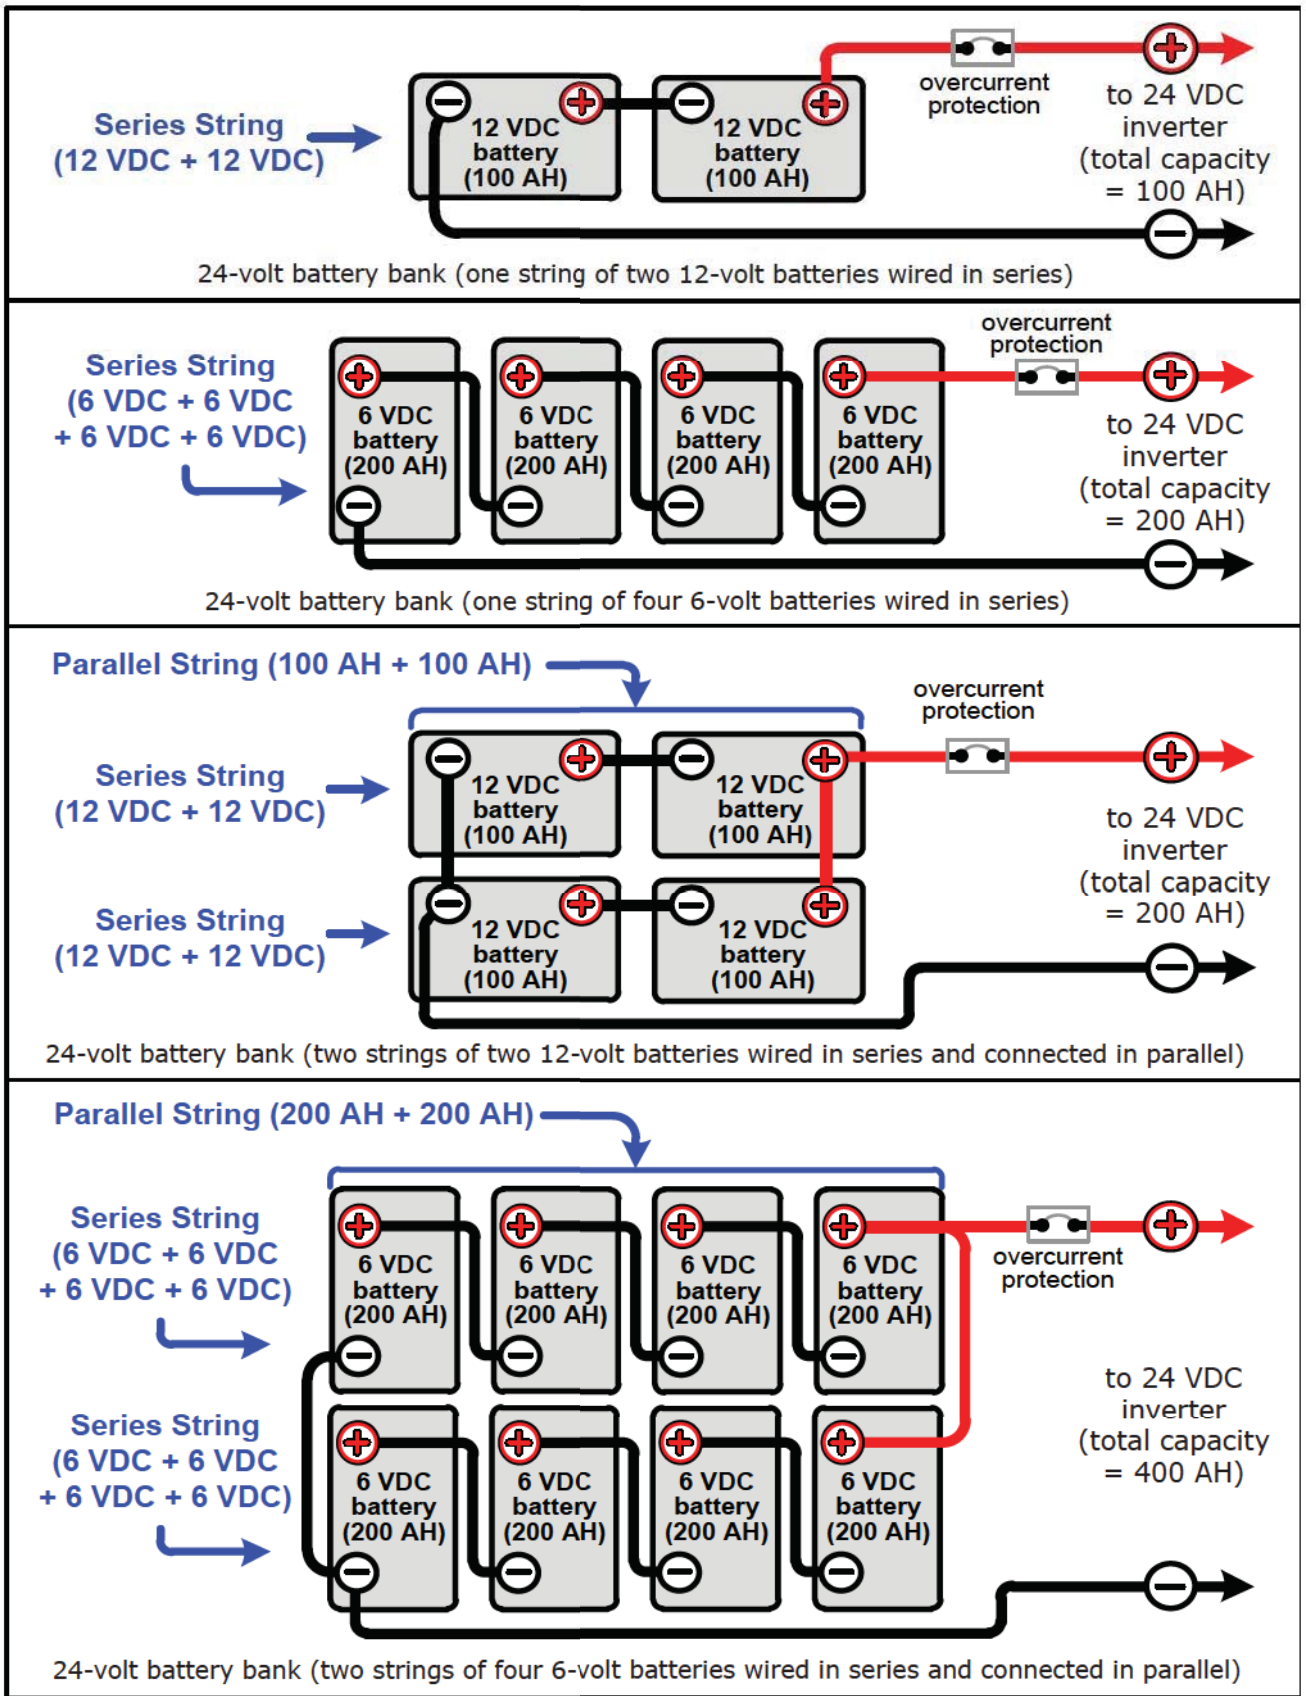 Series String
(12 VDC + 12 VDC)
12 VDC
battery
(100 AH)
12 VDC
battery
(100 AH)
overcurrent
protection
to 24 VDC
inverter
(total capacity
= 100 AH)
24-volt battery bank (one string of two 12-volt batteries wired in series)
Series String
(6 VDC + 6 VDC
+ 6 VDC + 6 VDC)
6 VDC
battery
(200 AH)
6 VDC
battery
(200 AH)
6 VDC
battery
(200 AH)
6 VDC
battery
(200 AH)
overcurrent
protection
to 24 VDC
inverter
(total capacity
= 200 AH)
24-volt battery bank (one string of four 6-volt batteries wired in series)
Parallel String (100 AH + 100 AH)
Series String
(12 VDC + 12 VDC)
12 VDC
battery
(100 AH)
12 VDC
battery
(100 AH)
overcurrent
protection
Series String
(12 VDC + 12 VDC)
12 VDC
battery
(100 AH)
12 VDC
battery
(100 AH)
to 24 VDC
inverter
(total capacity
= 200 AH)
24-volt battery bank (two strings of two 12-volt batteries wired in series and connected in parallel)
Parallel String (200 AH + 200 AH)
Series String
(6 VDC + 6 VDC
+ 6 VDC + 6 VDC)
6 VDC
battery
(200 AH)
6 VDC
battery
(200 AH)
6 VDC
battery
(200 AH)
6 VDC
battery
(200 AH)
overcurrent
protection
Series String
(6 VDC + 6 VDC
+ 6 VDC + 6 VDC)
6 VDC
battery
(200 AH)
6 VDC
battery
(200 AH)
6 VDC
battery
(200 AH)
6 VDC
battery
(200 AH)
to 24 VDC
inverter
(total capacity
= 400 AH)
24-volt battery bank (two strings of four 6-volt batteries wired in series and connected in parallel)